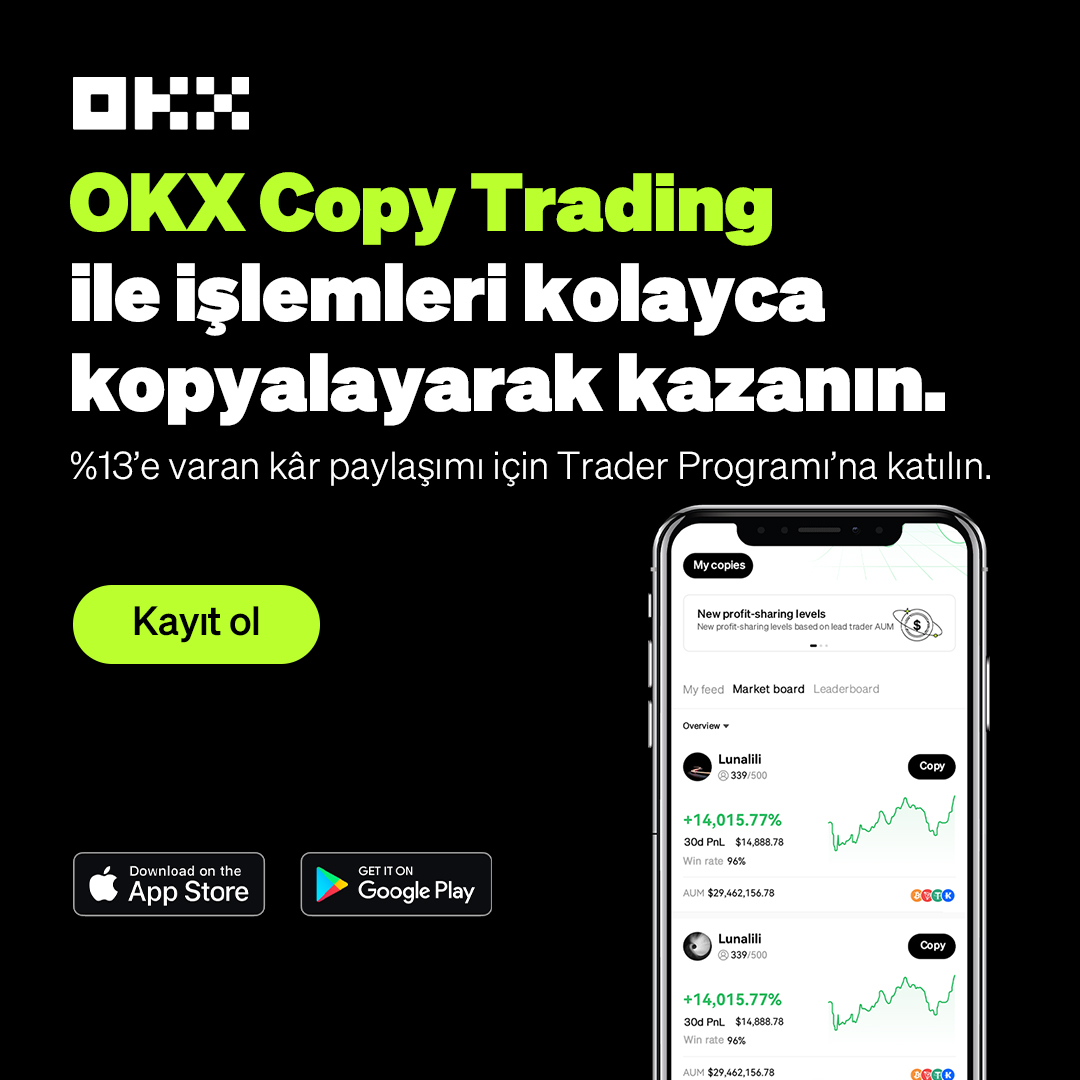 OKX
OKX Copy Trading
ile işlemleri kolayca
kopyalayarak kazanın.
%13’e varan kâr paylaşımı için Trader Programı’na katılın.
Kayıt ol
Download on the
App Store
GET IT ON
Google Play
My copies
New profit-sharing levels
New profit-sharing levels based on lead trader AUM
$
My feed Market board Leaderboard
Overview
Lunalili
339/500
Copy
+14,015.77%
30d PnL $14,888.78
Win rate 96%
AUM $29,462,156.78
Lunalili
339/500
Copy
+14,015.77%
30d PnL $14,888.78
Win rate 96%
AUM $29,462,156.78